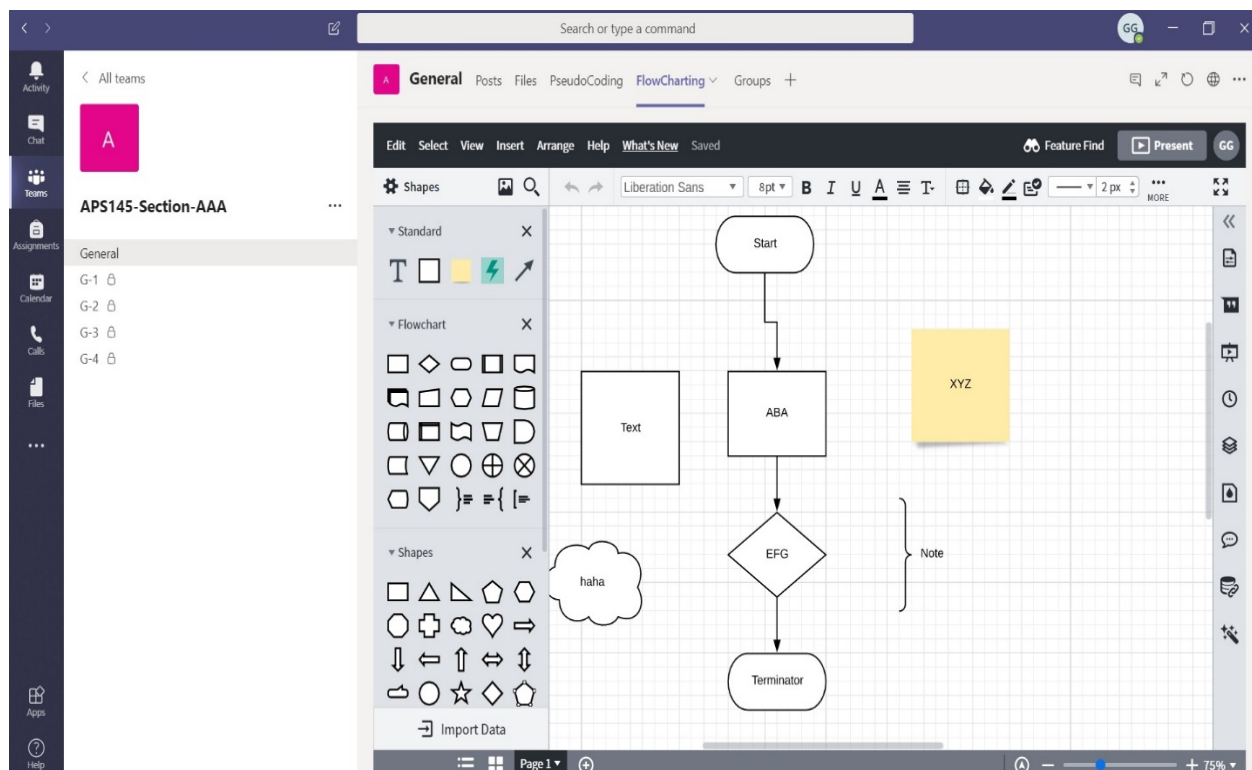 Search or type a command
GG
Activity
Chat
Teams
Assignments
Calendar
Calls
Files
Apps
Help
All teams
A
APS145-Section-AAA
General
G-1
G-2
G-3
G-4
A General Posts Files PseudoCoding FlowCharting Groups
Edit Select View Insert Arrange Help What's New Saved
Feature Find Present GG
Shapes Liberation Sans 8pt B I U A T 2 px MORE
Standard
T
Flowchart
Shapes
Import Data
Start
Text
ABA
XYZ
EFG
Note
haha
Terminator
Page 1 75%